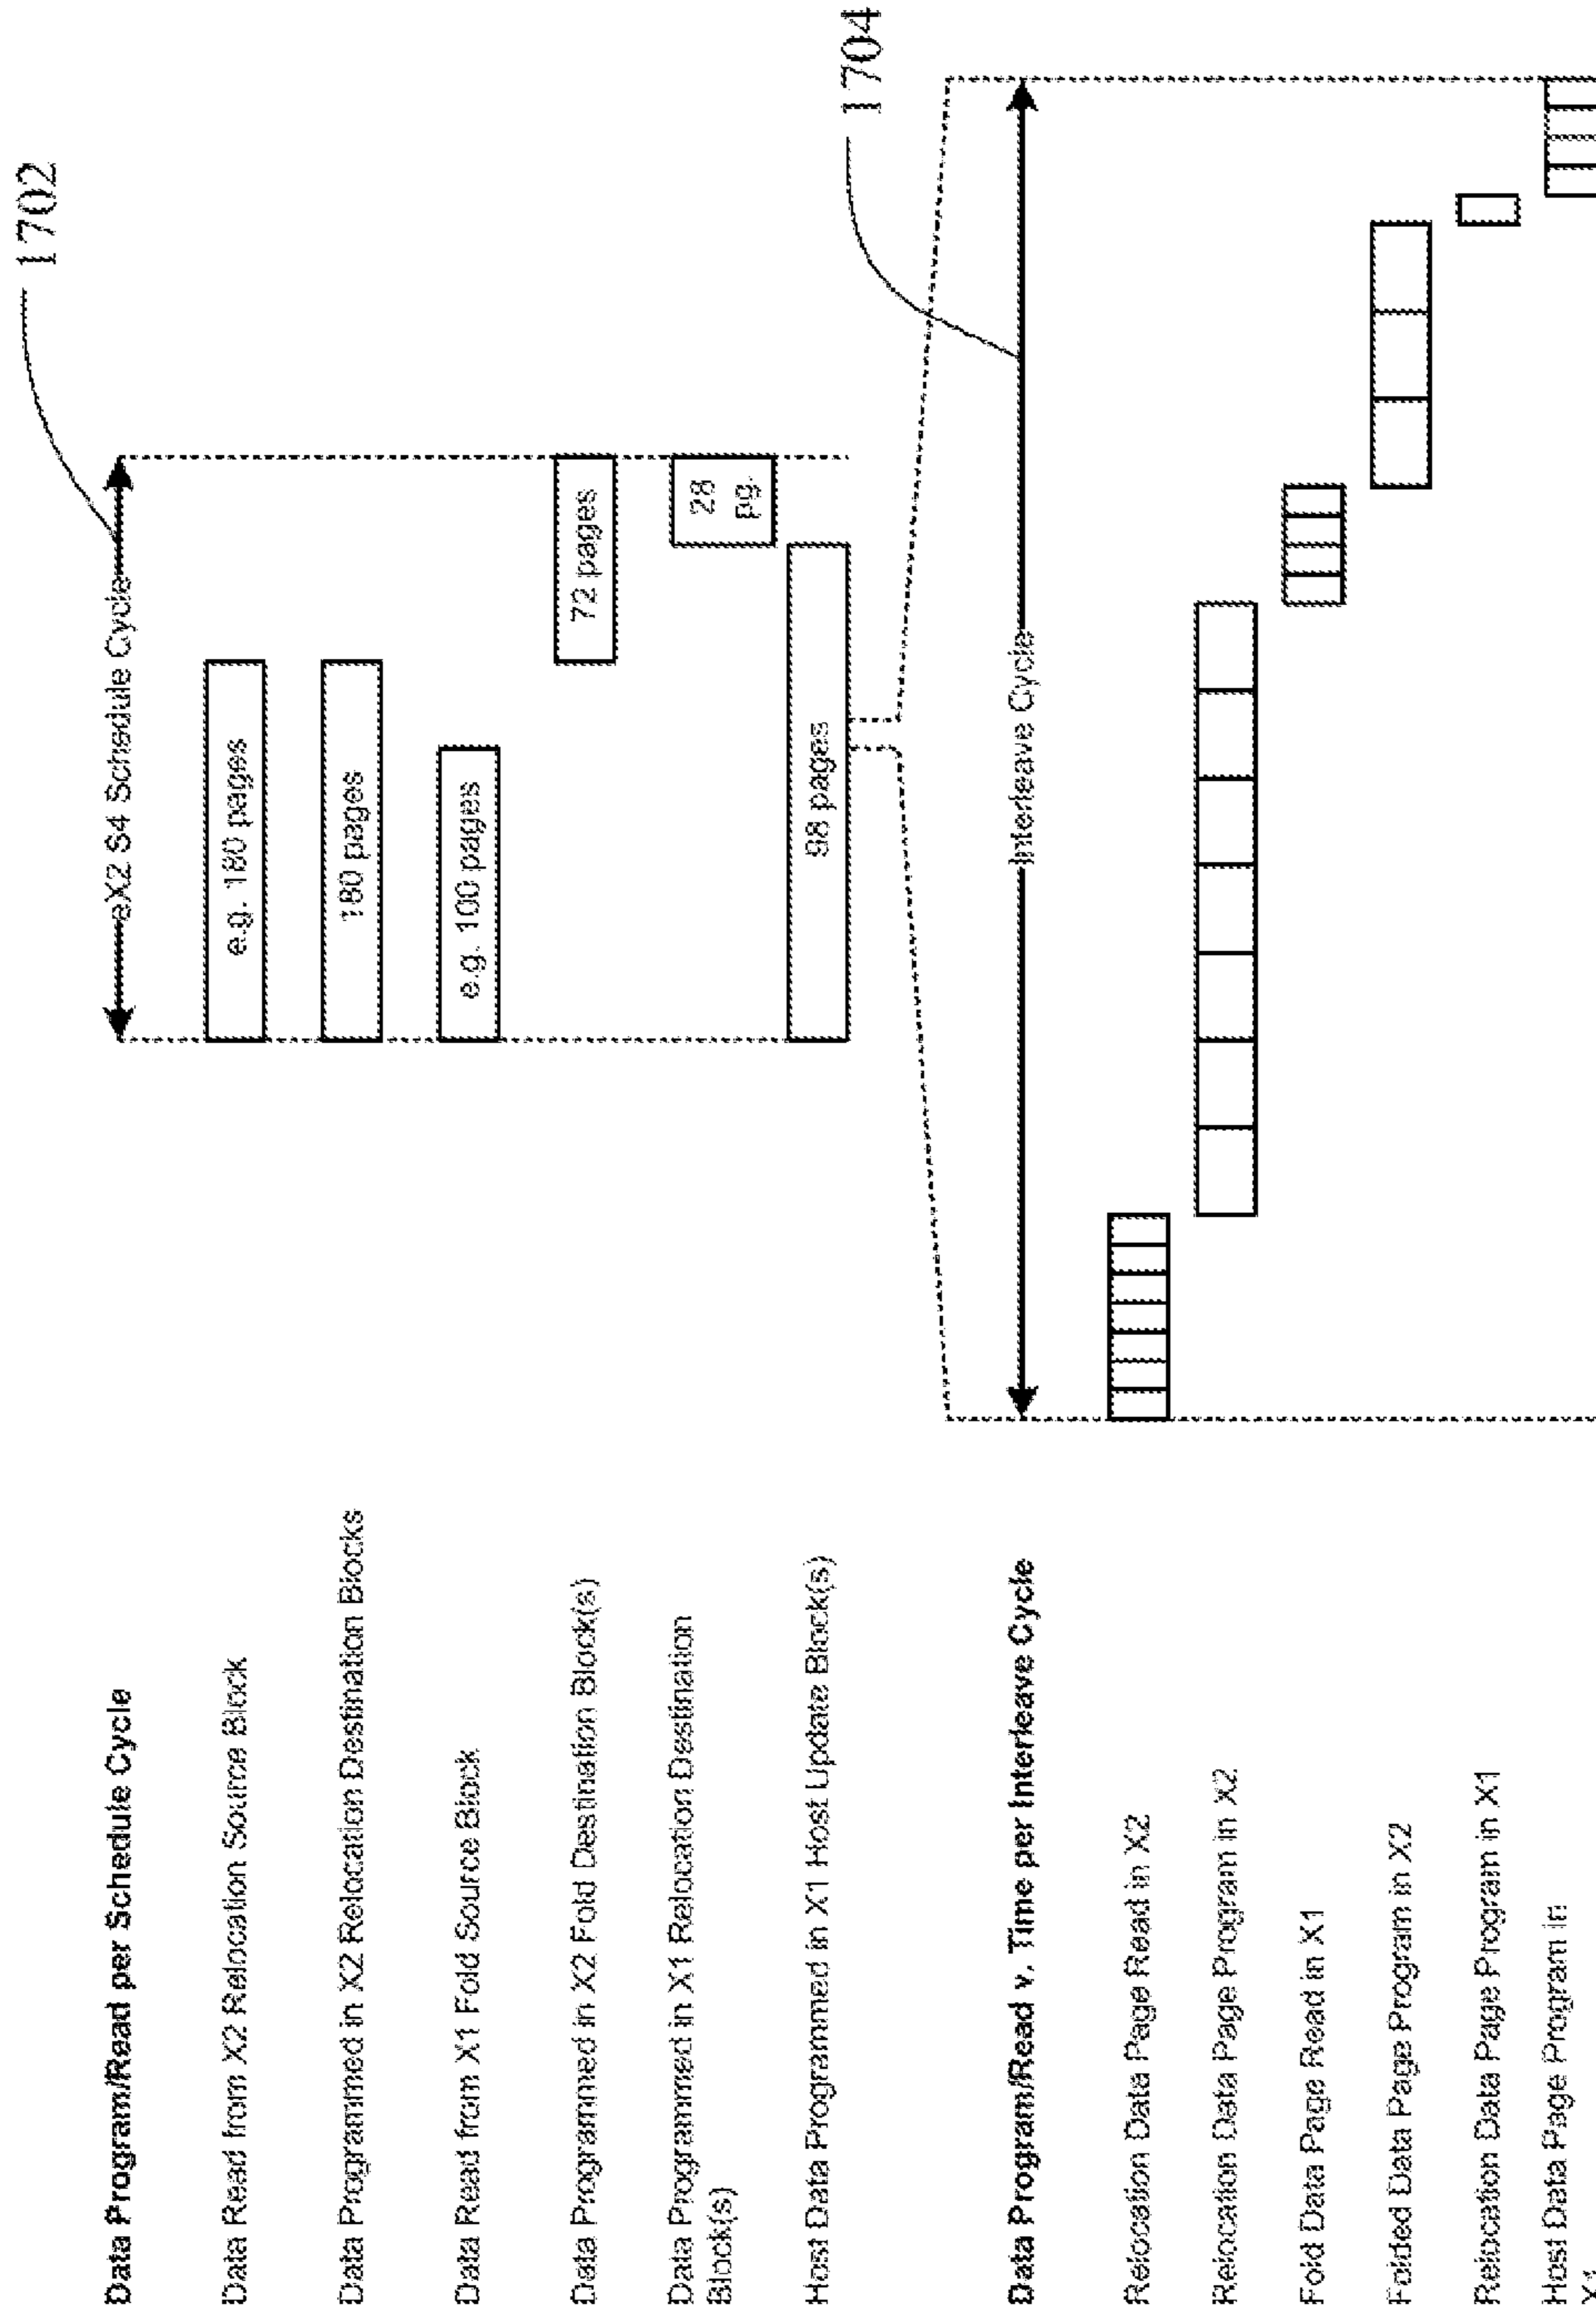 1702
Data Program/Read per Schedule Cycle
eX2 S4 Schedule Cycle
Data Read from X2 Relocation Source Block
e.g. 180 pages
Data Programmed in X2 Relocation Destination Blocks
180 pages
Data Read from X1 Fold Source Block
e.g. 100 pages
Data Programmed in X2 Fold Destination Block(s)
72 pages
Data Programmed in X1 Relocation Destination
Block(s)
28
pg.
Host Data Programmed in X1 Host Update Block(s)
98 pages
1704
Data Program/Read v. Time per Interleave Cycle
Interleave Cycle
Relocation Data Page Read in X2
Relocation Data Page Program in X2
Fold Data Page Read in X1
Folded Data Page Program in X2
Relocation Data Page Program in X1
Host Data Page Program in
X1